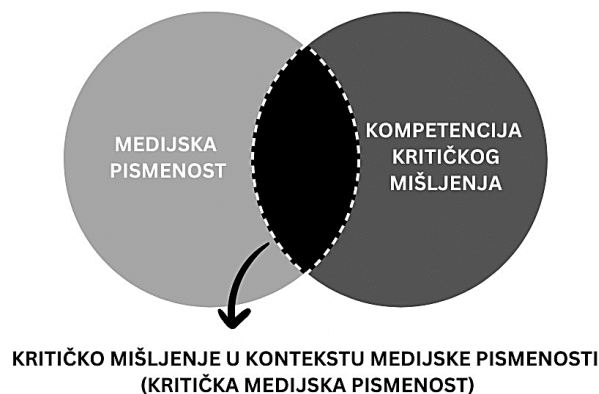 MEDIJSKA
PISMENOST
KOMPETENCIJA
KRITIČKOG
MIŠLJENJA
KRITIČKO MIŠLJENJE U KONTEKSTU MEDIJSKE PISMENOSTI
(KRITIČKA MEDIJSKA PISMENOST)